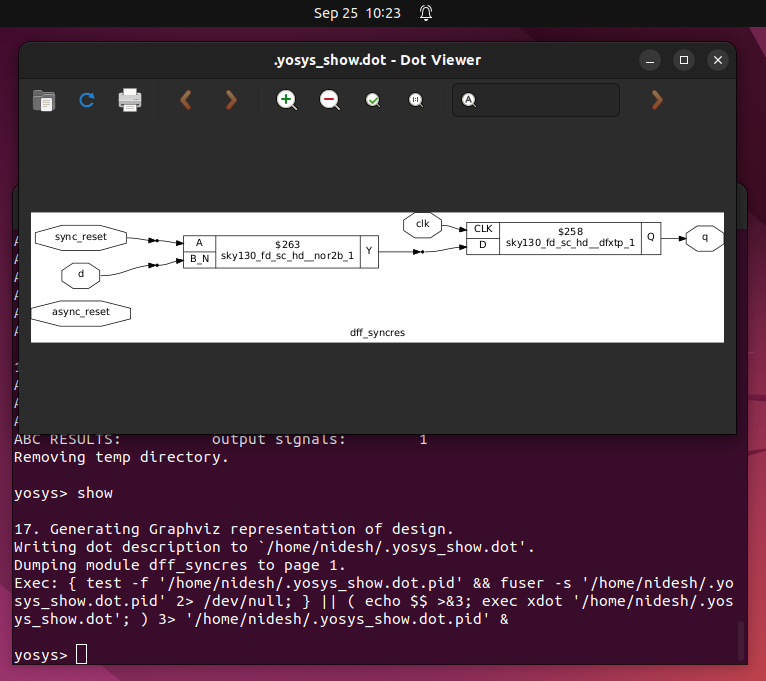 Sep 25 10:23
.yosys_show.dot - Dot Viewer
sync_reset
d
async_reset
A
B_N
$263
sky130_fd_sc_hd__nor2b_1
Y
clk
CLK
D
$258
sky130_fd_sc_hd__dfxtp_1
Q
q
dff_syncres
ABC RESULTS:           output signals:         1
Removing temp directory.
yosys> show
17. Generating Graphviz representation of design.
Writing dot description to `/home/nidesh/.yosys_show.dot'.
Dumping module dff_syncres to page 1.
Exec: { test -f '/home/nidesh/.yosys_show.dot.pid' && fuser -s '/home/nidesh/.yo
sys_show.dot.pid' 2> /dev/null; } || ( echo $$ >&3; exec xdot '/home/nidesh/.yos
ys_show.dot'; ) 3> '/home/nidesh/.yosys_show.dot.pid' &
yosys>